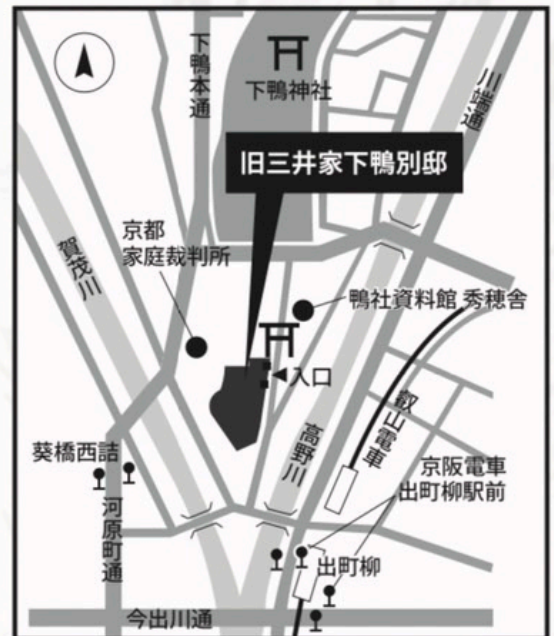 下鴨本通
下鴨神社
川端通
旧三井家下鴨別邸
京都
家庭裁判所
賀茂川
鴨社資料館 秀穂舎
入口
叡山電車
高野川
葵橋西詰
京阪電車
出町柳駅前
河原町通
出町柳
今出川通